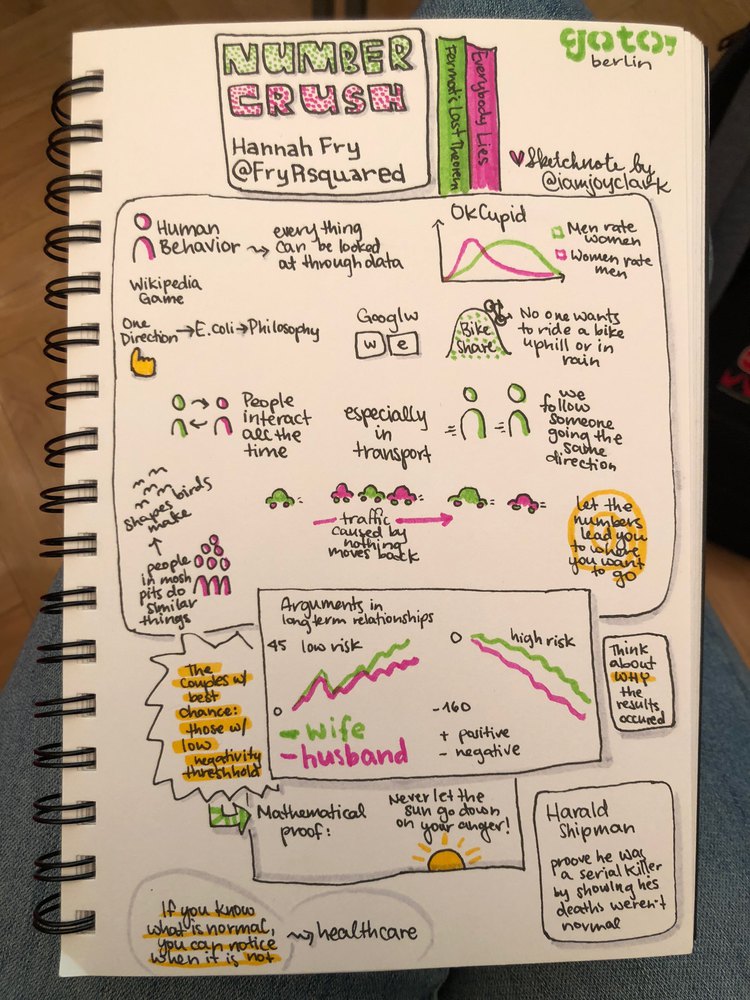 NUMBER
CRUSH
Hannah Fry
@FryRsquared
Fermat's Last Theorem
Everybody Lies
goto;
berlin
Sketchnote by
@iamjoyclark
Human
Behavior
everything
can be looked
at through data
OkCupid
Men rate
women
Women rate
men
Wikipedia
Game
One
Direction → E.coli → Philosophy
Googlw
w e
Bike
Share
No one wants
to ride a bike
uphill or in
rain
People
interact
all the
time
especially
in
transport
we
follow
someone
going the
same
direction
birds
shapes
make
people
in mosh
pits do
similar
things
traffic
caused by
nothing
moves back
let the
numbers
lead you
to where
you want
to go
Arguments in
long term relationships
45 low risk
0
0 high risk
-160
- wife
- husband
+ positive
- negative
The
couples w/
best
chance:
those w/
low
negativity
threshhold
Think
about
WHY
the
results
occured
Mathematical
proof:
Never let the
sun go down
on your anger!
Harald
Shipman
proove he was
a serial killer
by showing hes
deaths weren't
normal
If you know
what is normal,
you can notice
when it is not
healthcare